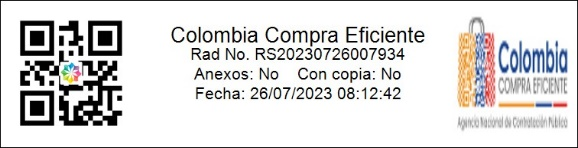 Colombia Compra Eficiente
Rad No. RS20230726007934
Anexos: No Con copia: No
Fecha: 26/07/2023 08:12:42
Colombia
COMPRA EFICIENTE
Agencia Nacional de Contratación Pública